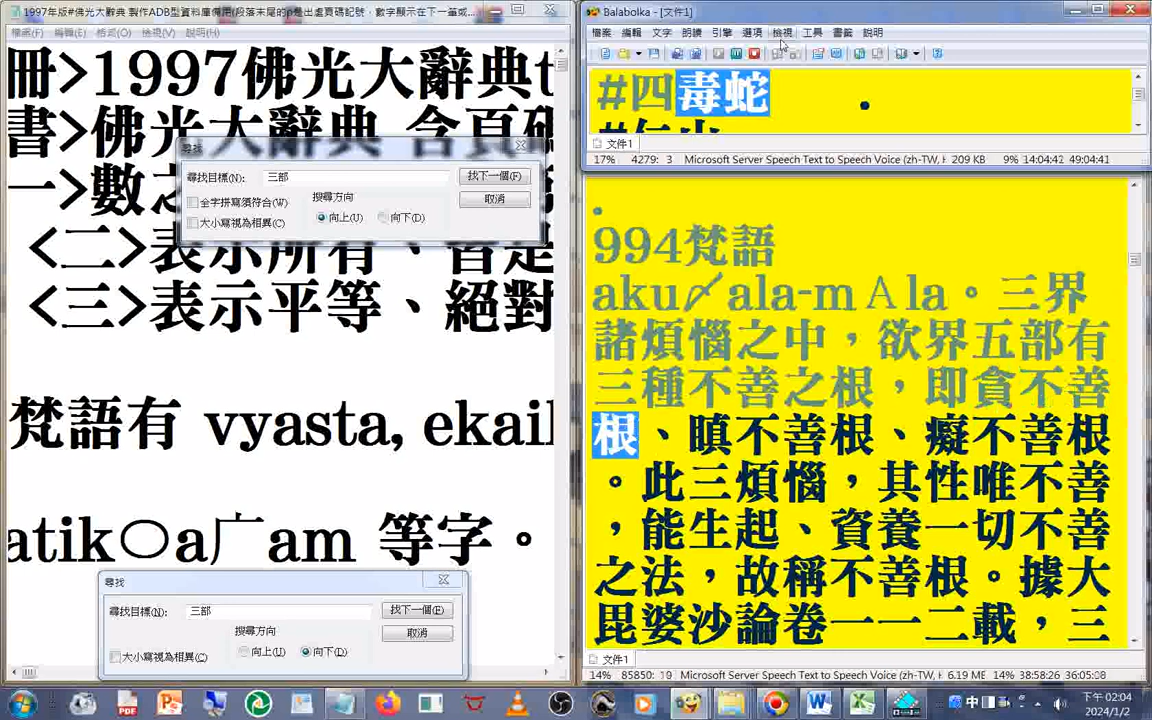 1997年版#佛光大辭典 製作ADB型資料庫備用(段落末尾的p是出處頁碼記號，數字顯示在下一筆或...
檔案(F) 編輯(E) 格式(O) 檢視(V) 說明(H)
冊>1997佛光大辭典t
書>佛光大辭典 含頁碼
一>數之
<二>表示所有、皆是
<三>表示平等、絕對
梵語有 vyasta, ekail
atik○a广am 等字。
尋找
尋找目標(N): 三部
找下一個(F)
全字拼寫須符合(W)
大小寫視為相異(C)
搜尋方向
向上(U) 向下(D)
取消
尋找
尋找目標(N): 三部
找下一個(F)
搜尋方向
取消
大小寫視為相異(C)
向上(U) 向下(D)
Balabolka - [文件1]
檔案 編輯 文字 朗讀 引擎 選項 檢視 工具 書籤 說明
#四毒蛇
文件1
17% 4279: 3 Microsoft Server Speech Text to Speech Voice (zh-TW, H 209 KB 9% 14:04:42 49:04:41
。
994梵語
aku〆ala-mＡla。三界
諸煩惱之中，欲界五部有
三種不善之根，即貪不善
根、瞋不善根、癡不善根
。此三煩惱，其性唯不善
，能生起、資養一切不善
之法，故稱不善根。據大
毘婆沙論卷一一二載，三
文件1
14% 85850: 19 Microsoft Server Speech Text to Speech Voice (zh-TW, 6.19 ME 14% 38:58:26 36:05:08
中
下午 02:04
2024/1/2